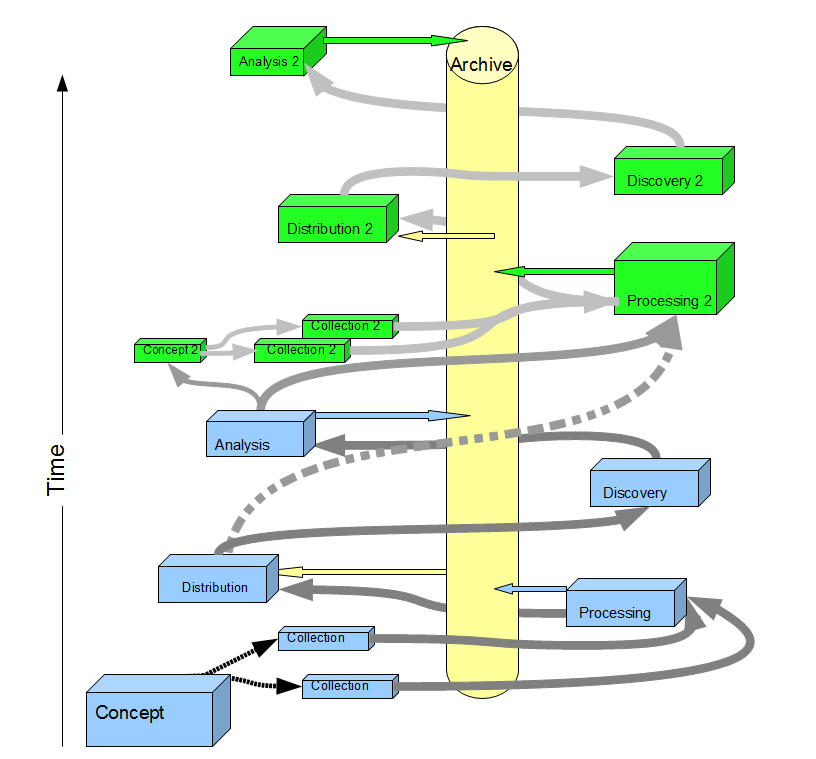 Analysis 2
Archive
Discovery 2
Distribution 2
Processing 2
Collection 2
Concept 2
Collection 2
Analysis
Time
Discovery
Distribution
Processing
Collection
Collection
Concept